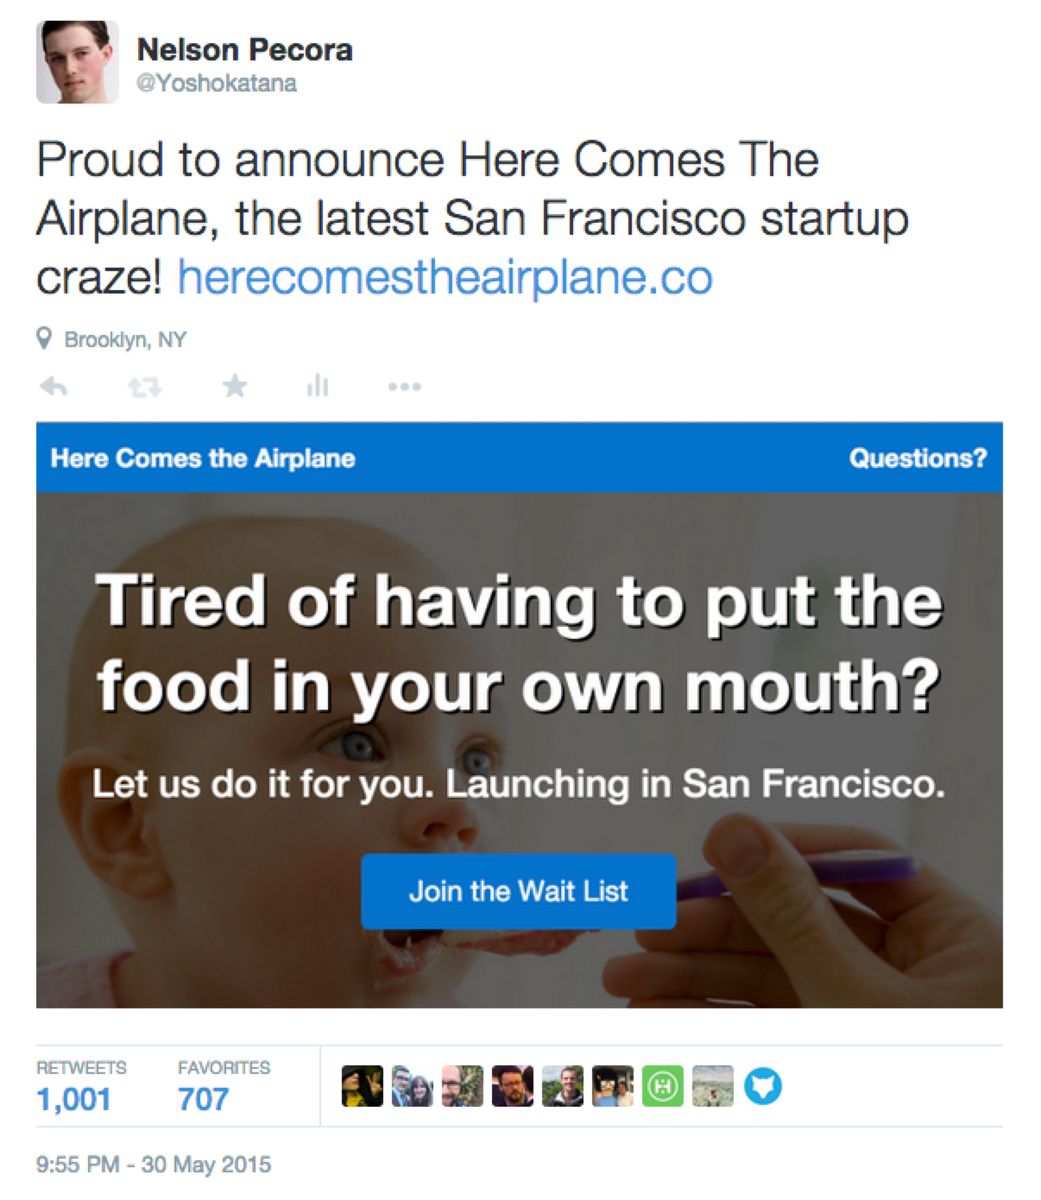 Nelson Pecora
@Yoshokatana
Proud to announce Here Comes The
Airplane, the latest San Francisco startup
craze! herecomestheairplane.co
Brooklyn, NY
Here Comes the Airplane
Questions?
Tired of having to put the
food in your own mouth?
Let us do it for you. Launching in San Francisco.
Join the Wait List
RETWEETS
FAVORITES
1,001
707
9:55 PM - 30 May 2015